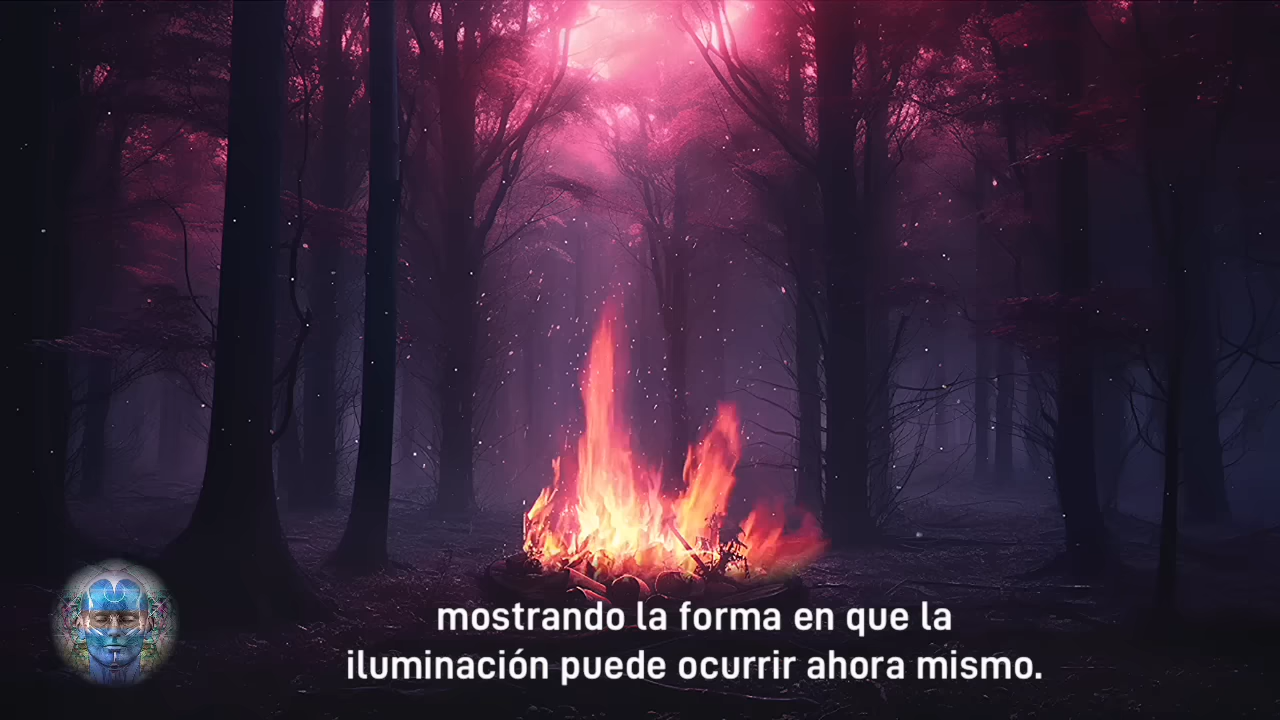 mostrando la forma en que la
iluminación puede ocurrir ahora mismo.